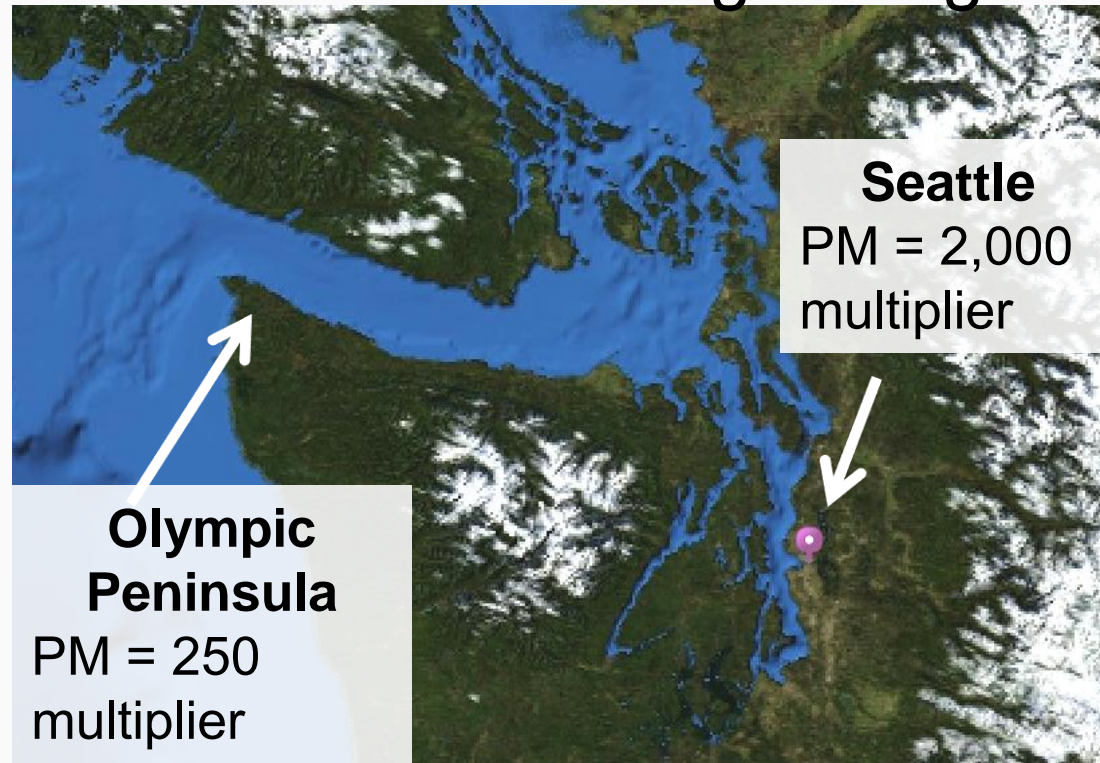 Seattle
PM = 2,000
multiplier
Olympic
Peninsula
PM = 250
multiplier